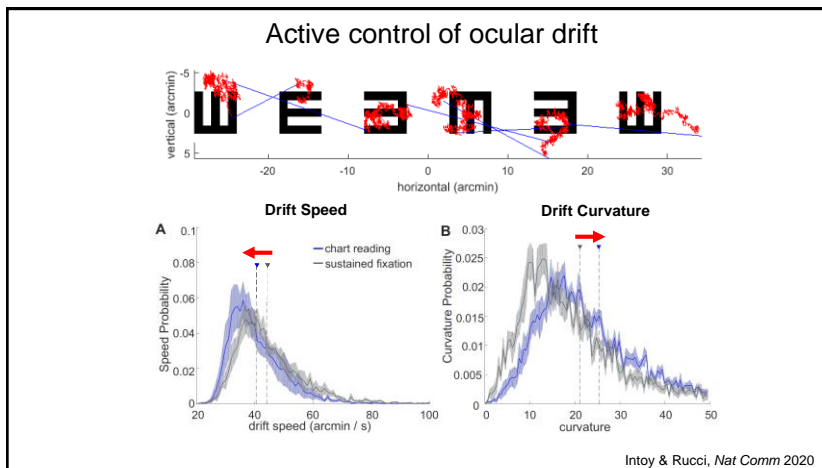 Active control of ocular drift
vertical (arcmin)
-5
0
5
-20 -10 0 10 20 30
horizontal (arcmin)
Drift Speed
A
Speed Probability
0.1
0.08
0.06
0.04
0.02
0
chart reading
sustained fixation
20 40 60 80 100
drift speed (arcmin / s)
Drift Curvature
B
Curvature Probability
0.03
0.025
0.02
0.015
0.01
0.005
0
0 10 20 30 40 50
curvature
Intoy & Rucci, Nat Comm 2020